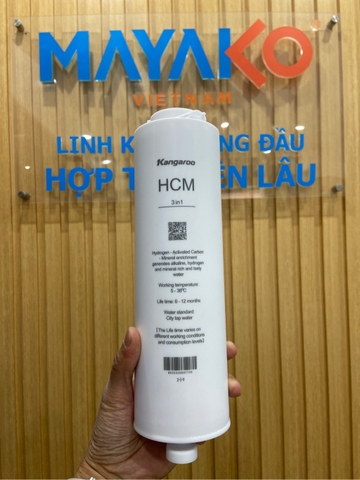 MAYAKO
VIETNAM
LINH K NG ĐẦU
HỢP T ÊN LÂU
Kangaroo
HCM
3 in 1
Hydrogen - Activated Carbon
- Mineral enrichment
generates alkaline, hydrogen
and mineral rich and tasty
water
Working temperature:
5 - 38°C
Life time: 6 - 12 months
Water standard:
City tap water
(The Life time varies on
different working conditions
and consumption levels)